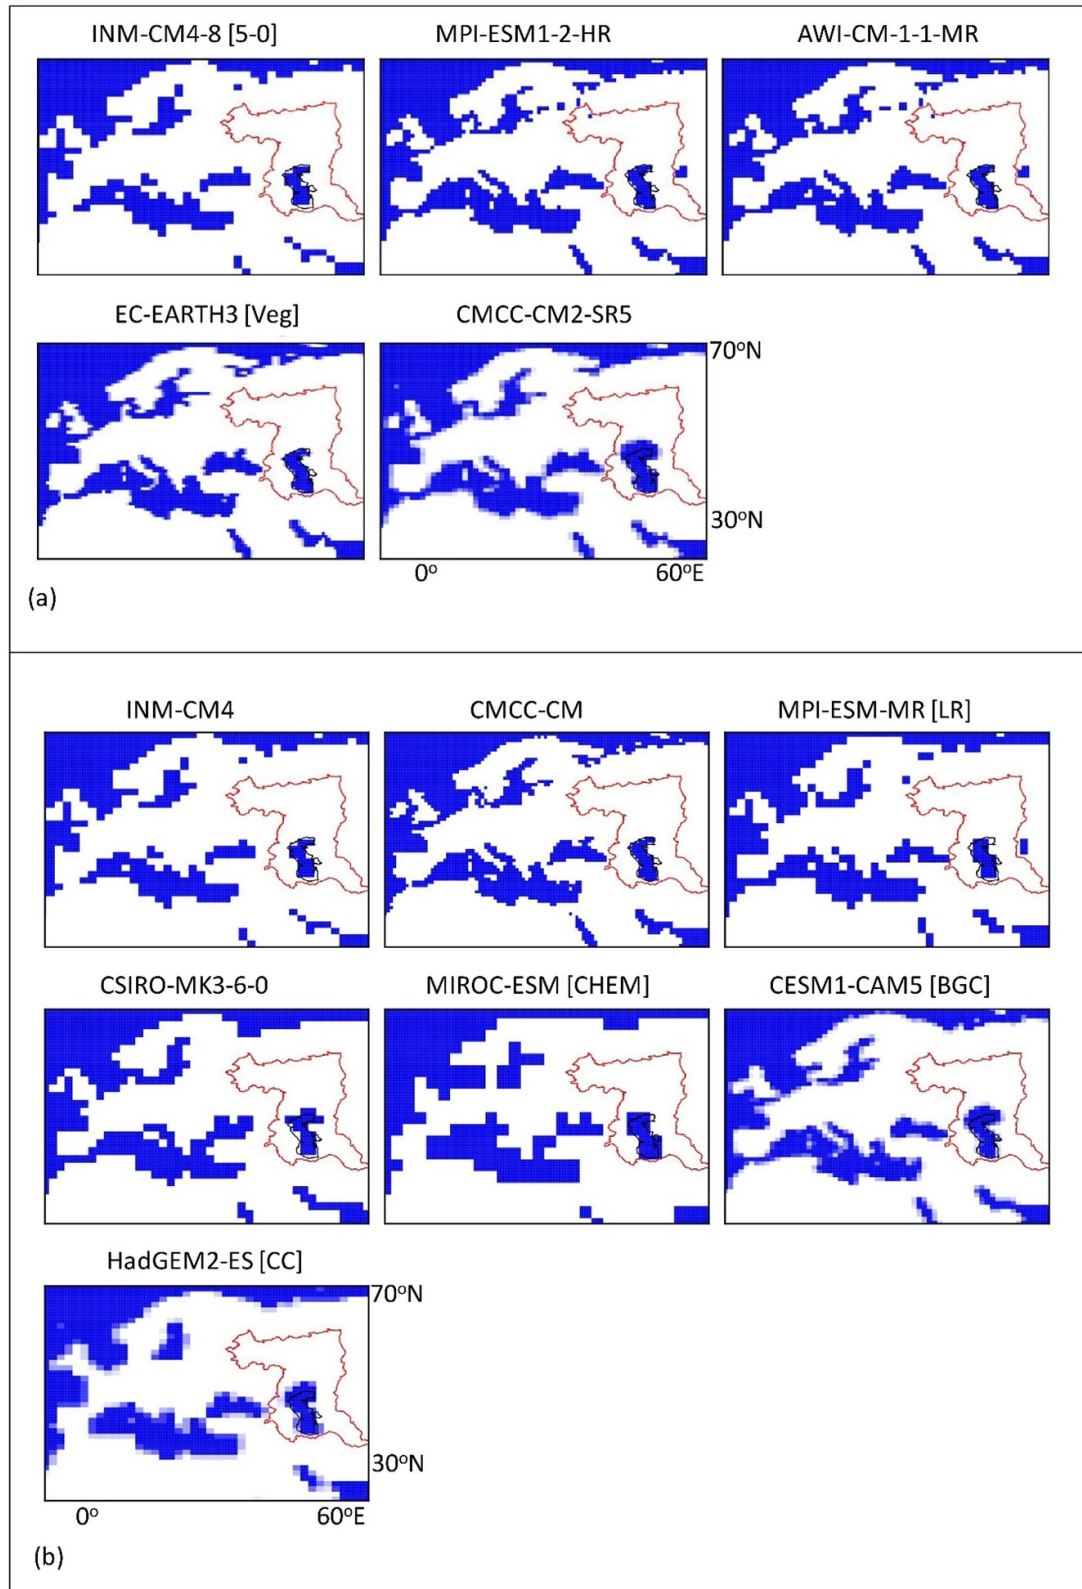 INM-CM4-8 [5-0] MPI-ESM1-2-HR AWI-CM-1-1-MR
EC-EARTH3 [Veg] CMCC-CM2-SR5
70°N
30°N
0° 60°E
(a)
INM-CM4 CMCC-CM MPI-ESM-MR [LR]
CSIRO-MK3-6-0 MIROC-ESM [CHEM] CESM1-CAM5 [BGC]
HadGEM2-ES [CC]
70°N
30°N
0° 60°E
(b)